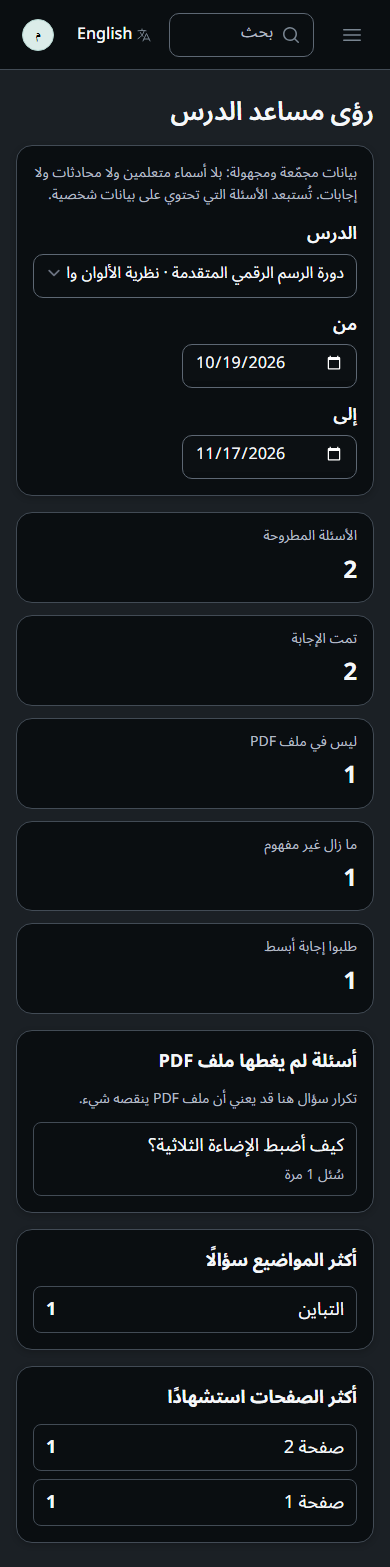 بحث
English
م
رؤى مساعد الدرس
بيانات مجمّعة ومجهولة: بلا أسماء متعلمين ولا محادثات ولا
إجابات. تُستبعد الأسئلة التي تحتوي على بيانات شخصية.
الدرس
دورة الرسم الرقمي المتقدمة · نظرية الألوان وا
من
10/19/2026
إلى
11/17/2026
الأسئلة المطروحة
2
تمت الإجابة
2
ليس في ملف PDF
1
ما زال غير مفهوم
1
طلبوا إجابة أبسط
1
أسئلة لم يغطها ملف PDF
تكرار سؤال هنا قد يعني أن ملف PDF ينقصه شيء.
كيف أضبط الإضاءة الثلاثية؟
سُئل 1 مرة
أكثر المواضيع سؤالًا
التباين 1
أكثر الصفحات استشهادًا
صفحة 2 1
صفحة 1 1